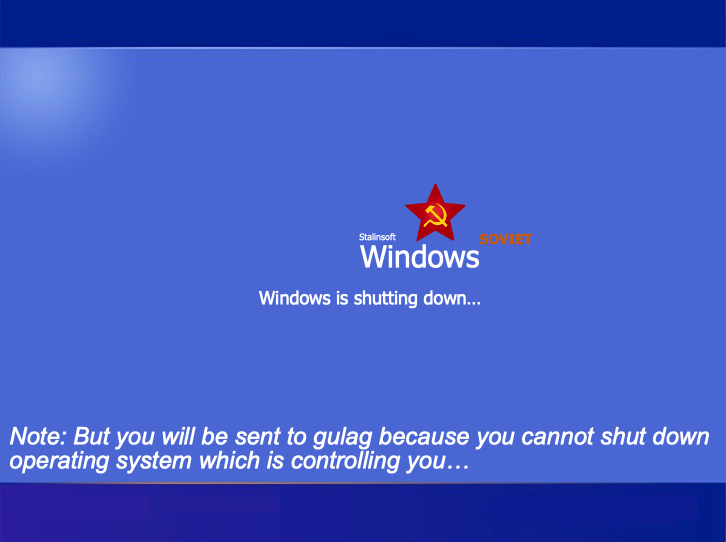 Stalinsoft
Windows SOVIET
Windows is shutting down...
Note: But you will be sent to gulag because you cannot shut down
operating system which is controlling you…